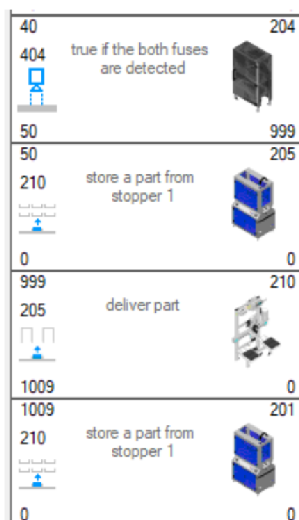 40 204
404 true if the both fuses
are detected
50 999
50 205
210 store a part from
stopper 1
0 0
999 210
205 deliver part
1009 0
1009 201
210 store a part from
stopper 1
0 0